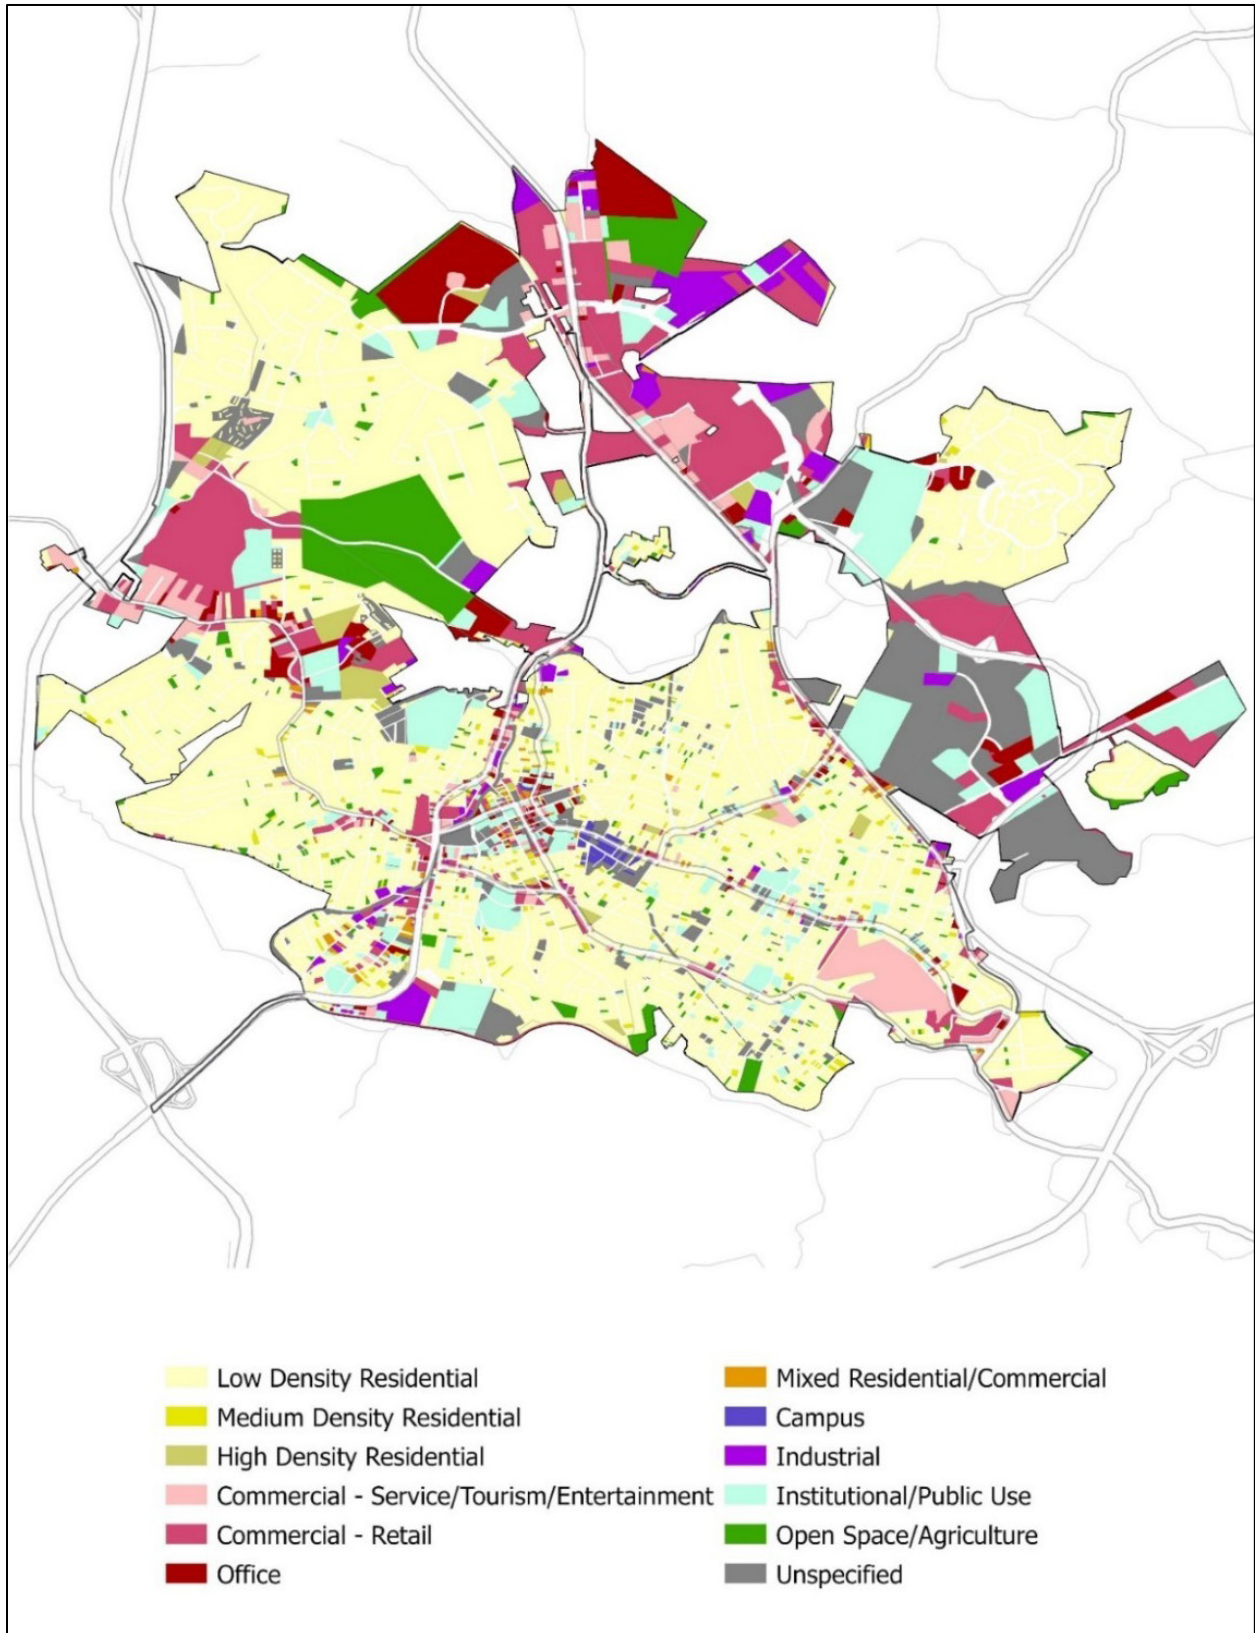 Low Density Residential
Medium Density Residential
High Density Residential
Commercial - Service/Tourism/Entertainment
Commercial - Retail
Office
Mixed Residential/Commercial
Campus
Industrial
Institutional/Public Use
Open Space/Agriculture
Unspecified